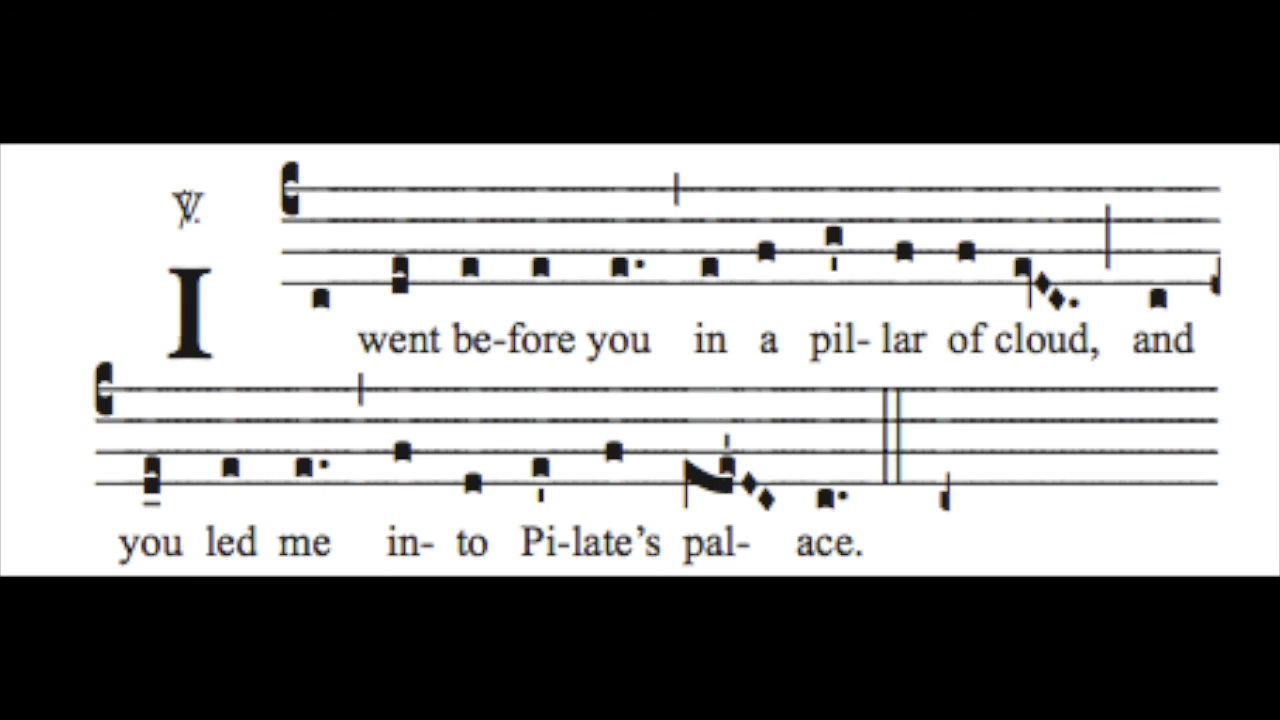 ℣.
I went be-fore you in a pil- lar of cloud, and
you led me in- to Pi-late’s pal- ace.